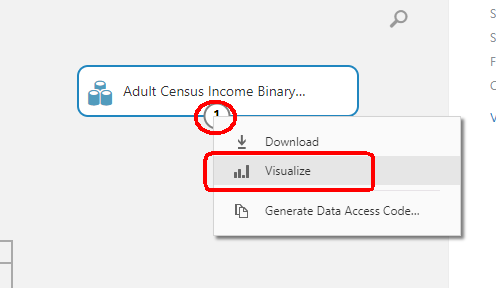 Adult Census Income Binary...
1
Download
Visualize
Generate Data Access Code...